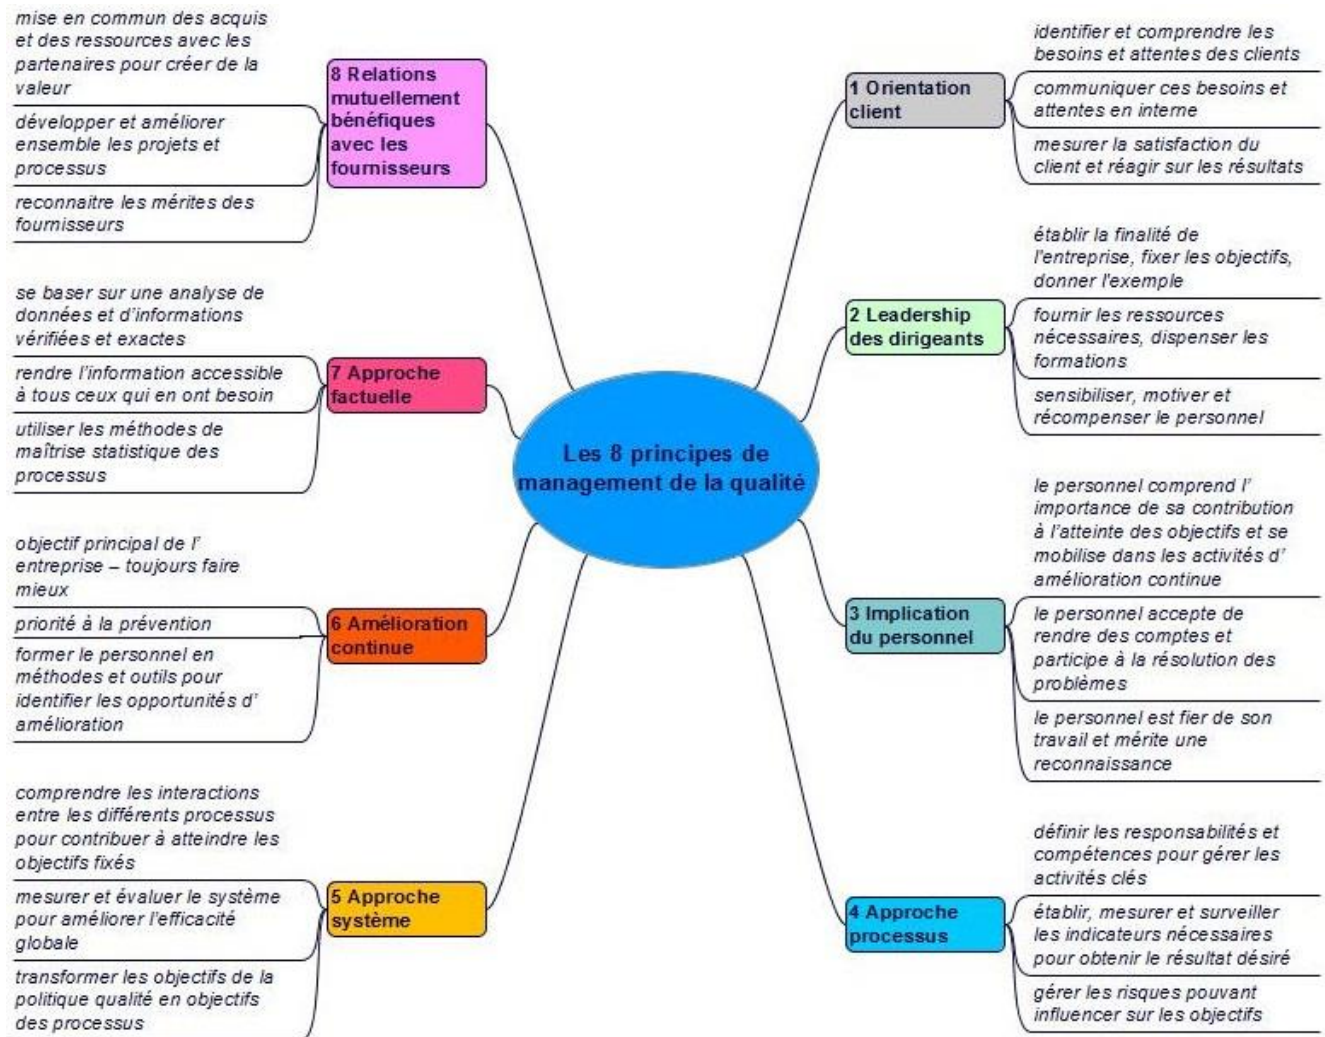 Les 8 principes de
management de la qualité
1 Orientation
client
identifier et comprendre les
besoins et attentes des clients
communiquer ces besoins et
attentes en interne
mesurer la satisfaction du
client et réagir sur les résultats
2 Leadership
des dirigeants
établir la finalité de
l'entreprise, fixer les objectifs,
donner l'exemple
fournir les ressources
nécessaires, dispenser les
formations
sensibiliser, motiver et
récompenser le personnel
3 Implication
du personnel
le personnel comprend l’
importance de sa contribution
à l’atteinte des objectifs et se
mobilise dans les activités d’
amélioration continue
le personnel accepte de
rendre des comptes et
participe à la résolution des
problèmes
le personnel est fier de son
travail et mérite une
reconnaissance
4 Approche
processus
définir les responsabilités et
compétences pour gérer les
activités clés
établir, mesurer et surveiller
les indicateurs nécessaires
pour obtenir le résultat désiré
gérer les risques pouvant
influencer sur les objectifs
5 Approche
système
comprendre les interactions
entre les différents processus
pour contribuer à atteindre les
objectifs fixés
mesurer et évaluer le système
pour améliorer l’efficacité
globale
transformer les objectifs de la
politique qualité en objectifs
des processus
6 Amélioration
continue
objectif principal de l’
entreprise – toujours faire
mieux
priorité à la prévention
former le personnel en
méthodes et outils pour
identifier les opportunités d’
amélioration
7 Approche
factuelle
se baser sur une analyse de
données et d’informations
vérifiées et exactes
rendre l’information accessible
à tous ceux qui en ont besoin
utiliser les méthodes de
maîtrise statistique des
processus
8 Relations
mutuellement
bénéfiques
avec les
fournisseurs
mise en commun des acquis
et des ressources avec les
partenaires pour créer de la
valeur
développer et améliorer
ensemble les projets et
processus
reconnaitre les mérites des
fournisseurs